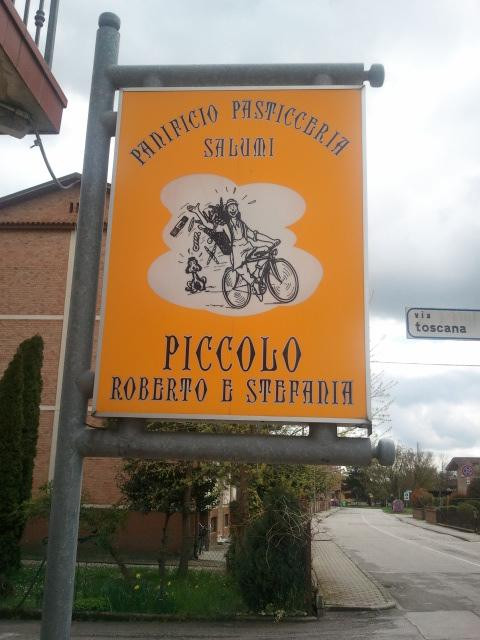 PANIFICIO PASTICCERIA
SALUMI
PICCOLO
ROBERTO E STEFANIA
via
toscana